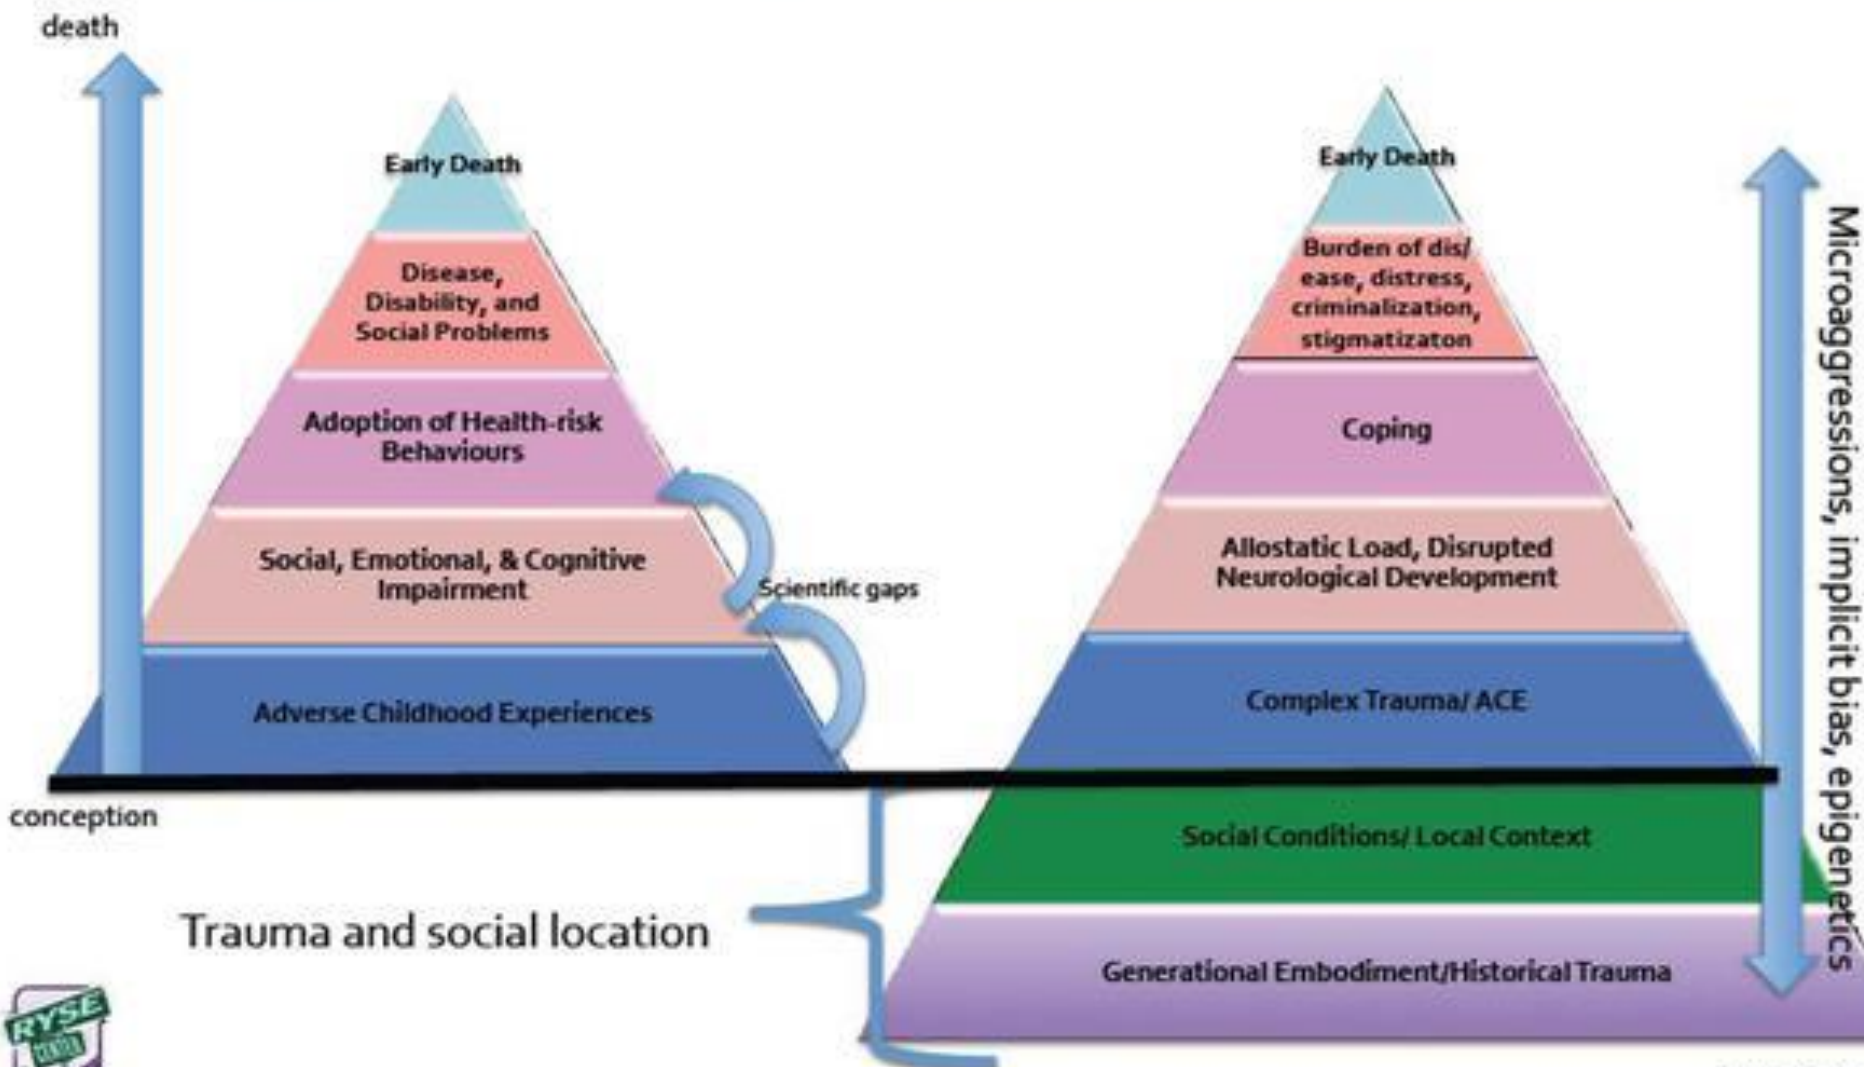 death
Early Death
Disease,
Disability, and
Social Problems
Adoption of Health-risk
Behaviours
Social, Emotional, & Cognitive
Impairment
Scientific gaps
Adverse Childhood Experiences
conception
Early Death
Burden of dis/
ease, distress,
criminalization,
stigmatizaton
Coping
Allostatic Load, Disrupted
Neurological Development
Complex Trauma/ ACE
Social Conditions/ Local Context
Generational Embodiment/Historical Trauma
Microaggressions, implicit bias, epigenetics
Trauma and social location
RYSE
CENTER